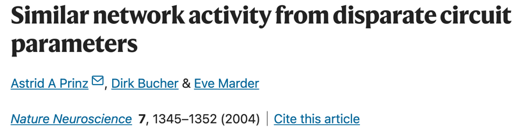 Similar network activity from disparate circuit
parameters
Astrid A Prinz, Dirk Bucher & Eve Marder
Nature Neuroscience 7, 1345–1352 (2004) | Cite this article